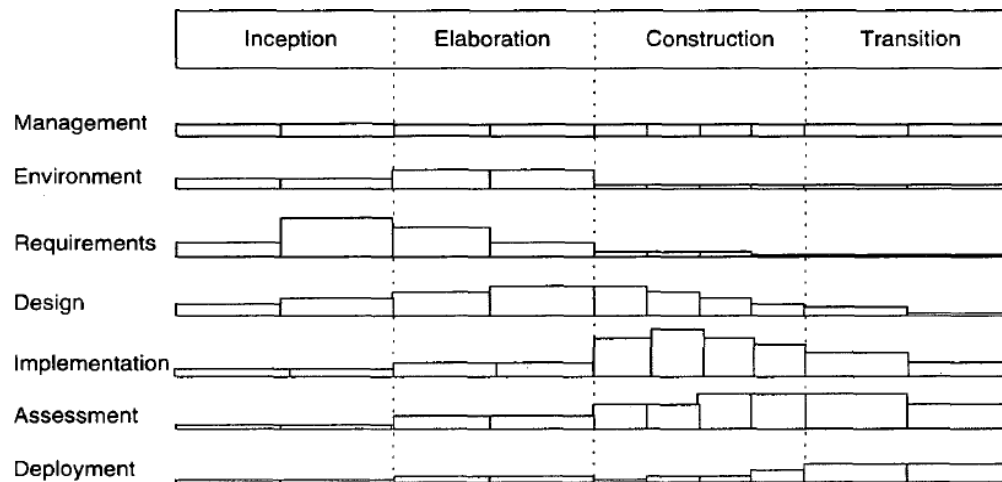 Inception Elaboration Construction Transition
Management
Environment
Requirements
Design
Implementation
Assessment
Deployment